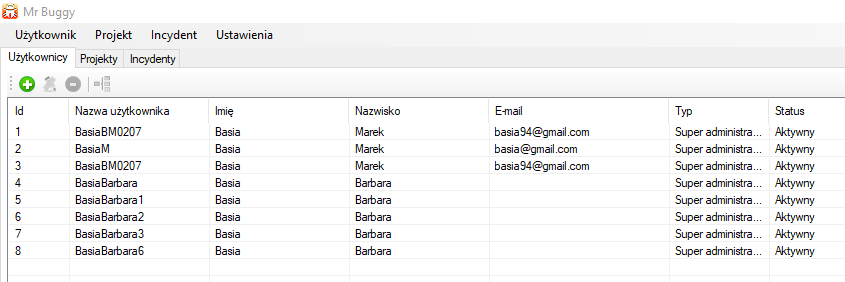 Mr Buggy
Użytkownik Projekt Incydent Ustawienia
Użytkownicy Projekty Incydenty
Id Nazwa użytkownika Imię Nazwisko E-mail Typ Status
1 BasiaBM0207 Basia Marek basia94@gmail.com Super administra... Aktywny
2 BasiaM Basia Marek basia@gmail.com Super administra... Aktywny
3 BasiaBM0207 Basia Marek basia94@gmail.com Super administra... Aktywny
4 BasiaBarbara Basia Barbara Super administra... Aktywny
5 BasiaBarbara1 Basia Barbara Super administra... Aktywny
6 BasiaBarbara2 Basia Barbara Super administra... Aktywny
7 BasiaBarbara3 Basia Barbara Super administra... Aktywny
8 BasiaBarbara6 Basia Barbara Super administra... Aktywny